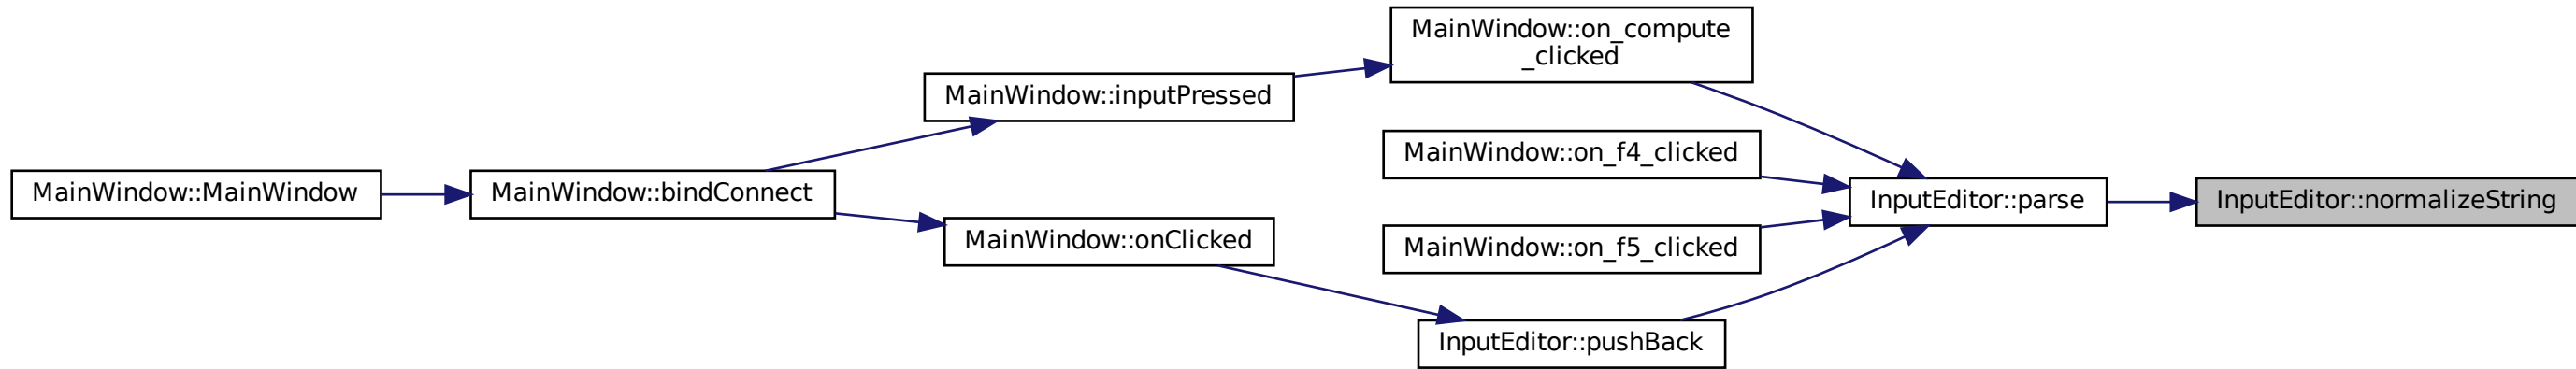 MainWindow::MainWindow
MainWindow::bindConnect
MainWindow::inputPressed
MainWindow::onClicked
MainWindow::on_compute
_clicked
MainWindow::on_f4_clicked
MainWindow::on_f5_clicked
InputEditor::pushBack
InputEditor::parse
InputEditor::normalizeString